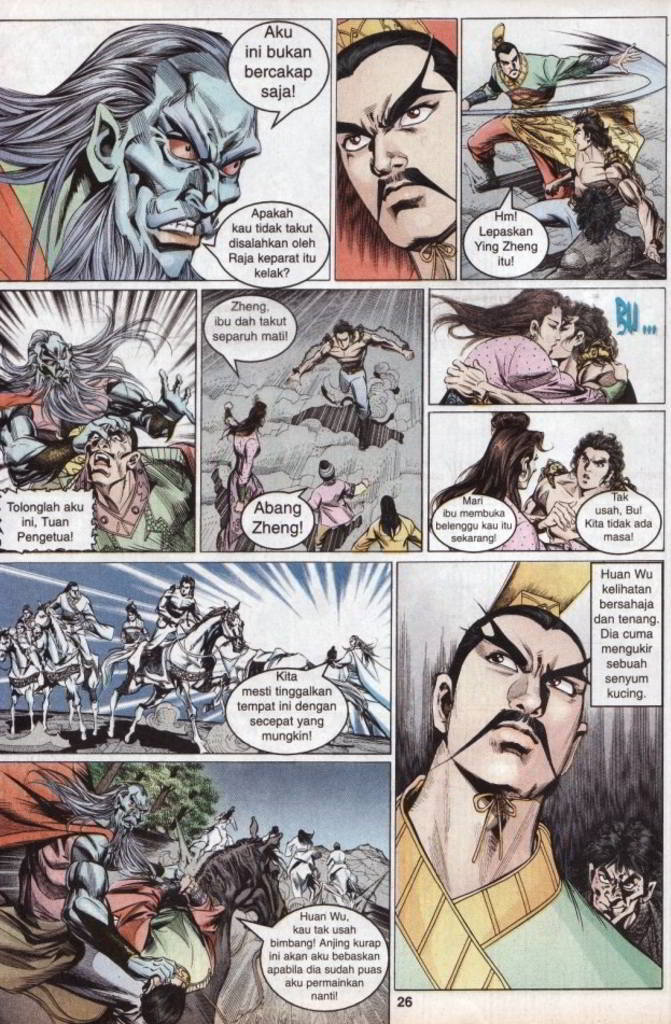 Aku
ini bukan
bercakap
saja!
Apakah
kau tidak takut
disalahkan oleh
Raja keparat itu
kelak?
Hm!
Lepaskan
Ying Zheng
itu!
Tolonglah aku
ini, Tuan
Pengetua!
Zheng,
ibu dah takut
separuh mati!
Abang
Zheng!
BU...
Mari
ibu membuka
belenggu kau itu
sekarang!
Tak
usah, Bu!
Kita tidak ada
masa!
Kita
mesti tinggalkan
tempat ini dengan
secepat yang
mungkin!
Huan Wu
kelihatan
bersahaja
dan tenang.
Dia cuma
mengukir
sebuah
senyum
kucing.
Huan Wu,
kau tak usah
bimbang! Anjing kurap
ini akan aku bebaskan
apabila dia sudah puas
aku permainkan
nanti!
26